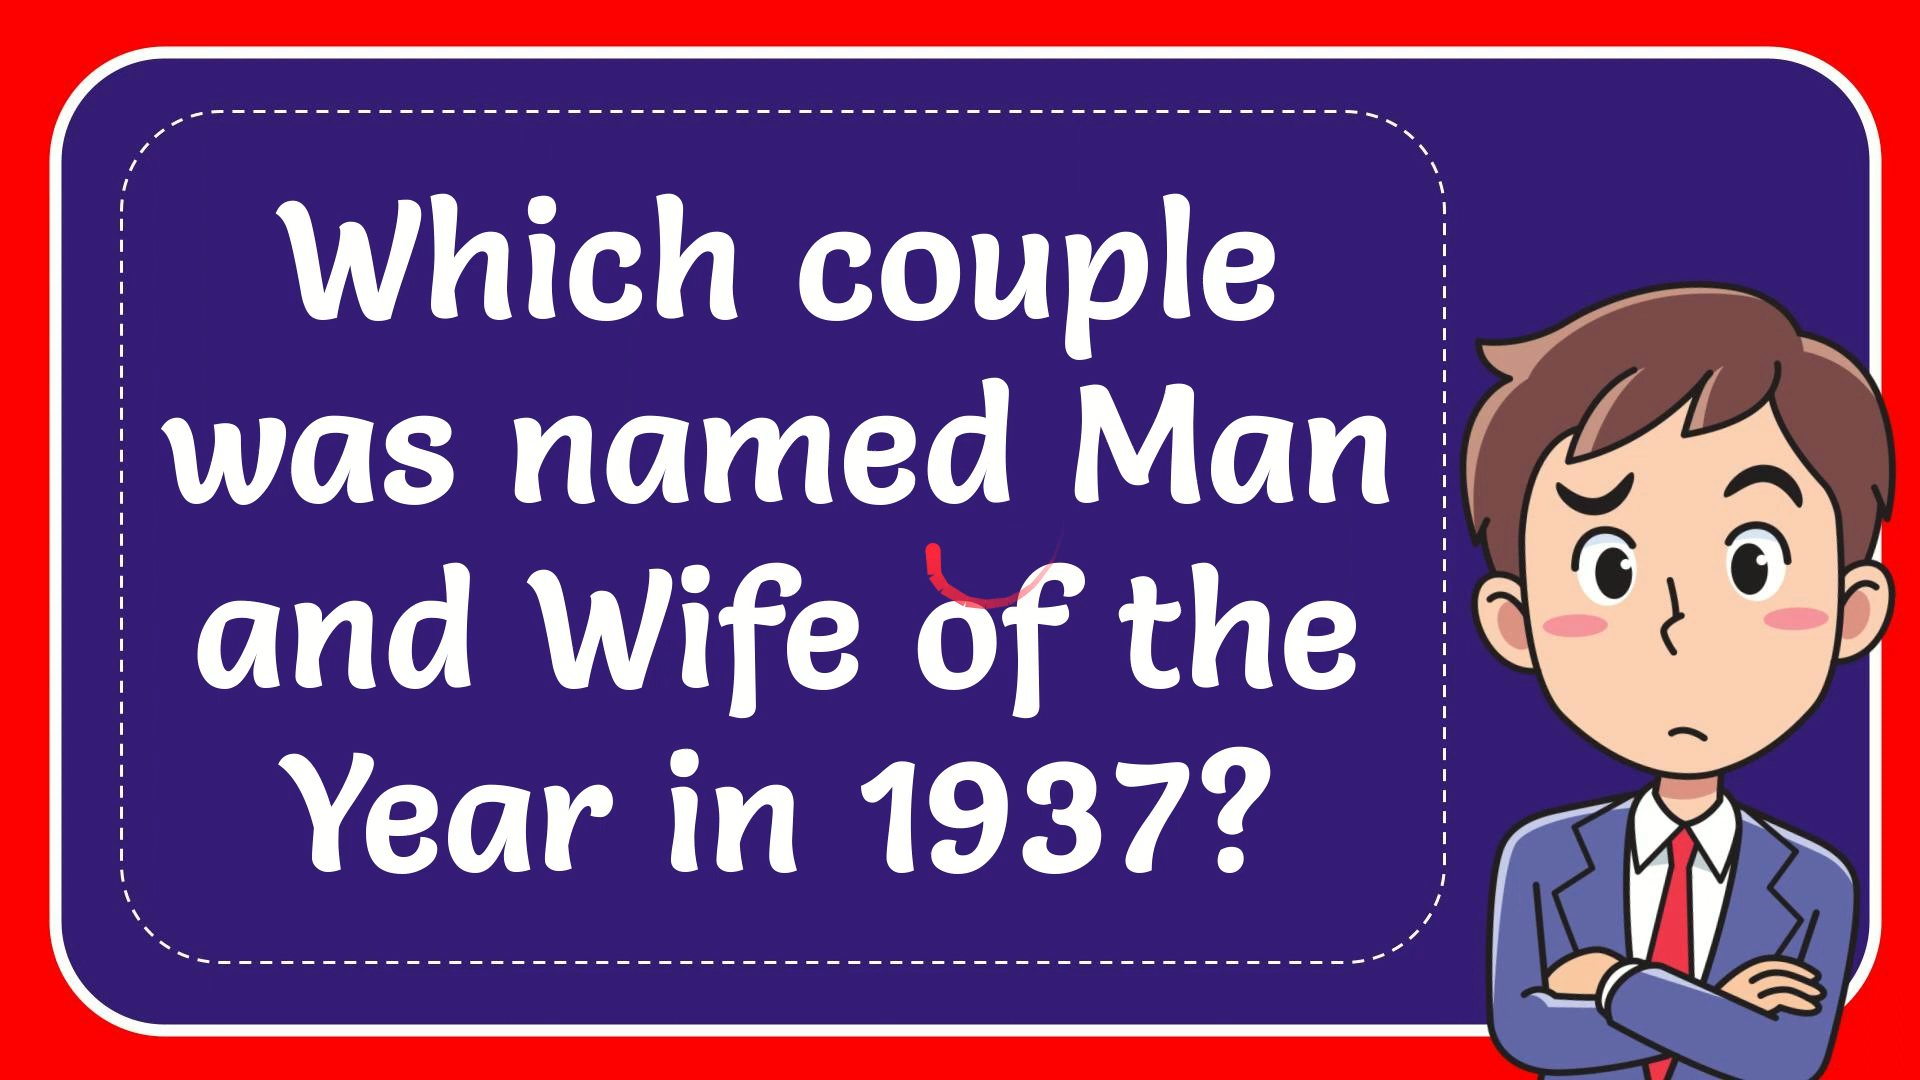 Which couple
was named Man
and Wife of the
Year in 1937?